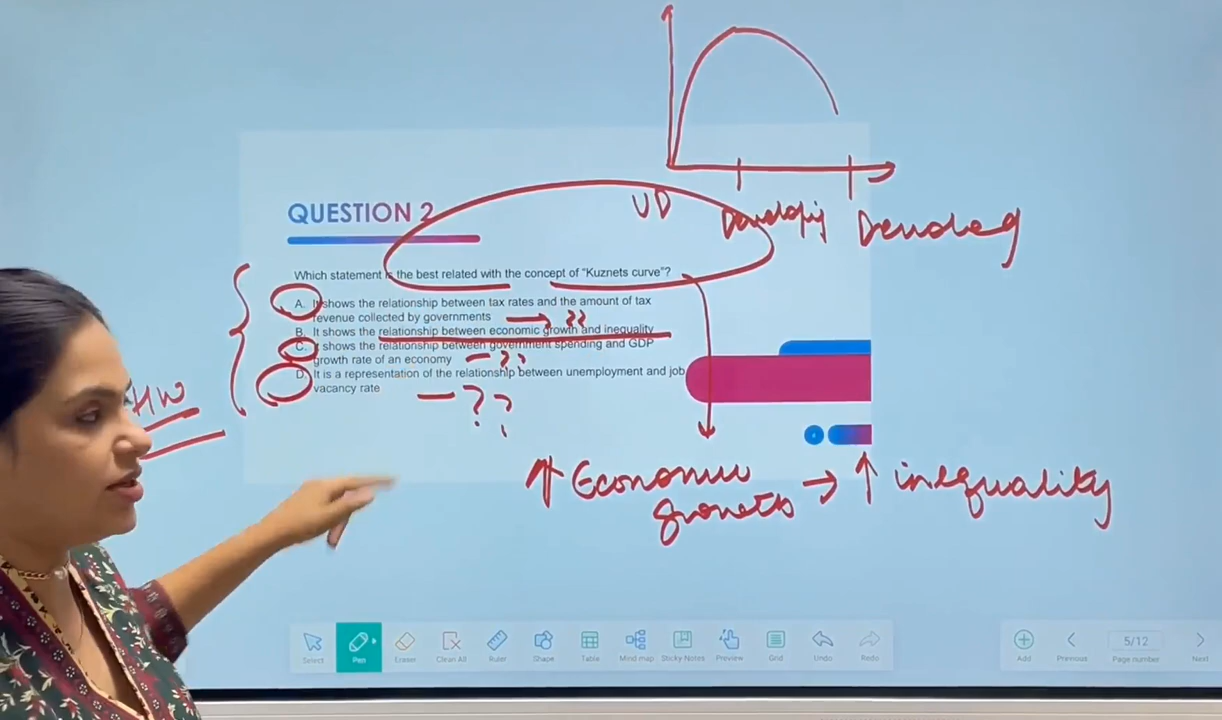 UD
Developing
Developed
QUESTION 2
Which statement is the best related with the concept of "Kuznets curve"?
A. It shows the relationship between tax rates and the amount of tax
revenue collected by governments → ??
B. It shows the relationship between economic growth and inequality
C. It shows the relationship between government spending and GDP
growth rate of an economy - ??
D. It is a representation of the relationship between unemployment and job
vacancy rate - ??
HW
↑ Economic
growth → ↑ inequality
Select
Pen
Eraser
Clean All
Ruler
Shape
Table
Mind map
Sticky Notes
Preview
Grid
Undo
Redo
Add
Previous
5/12
Page number
Next